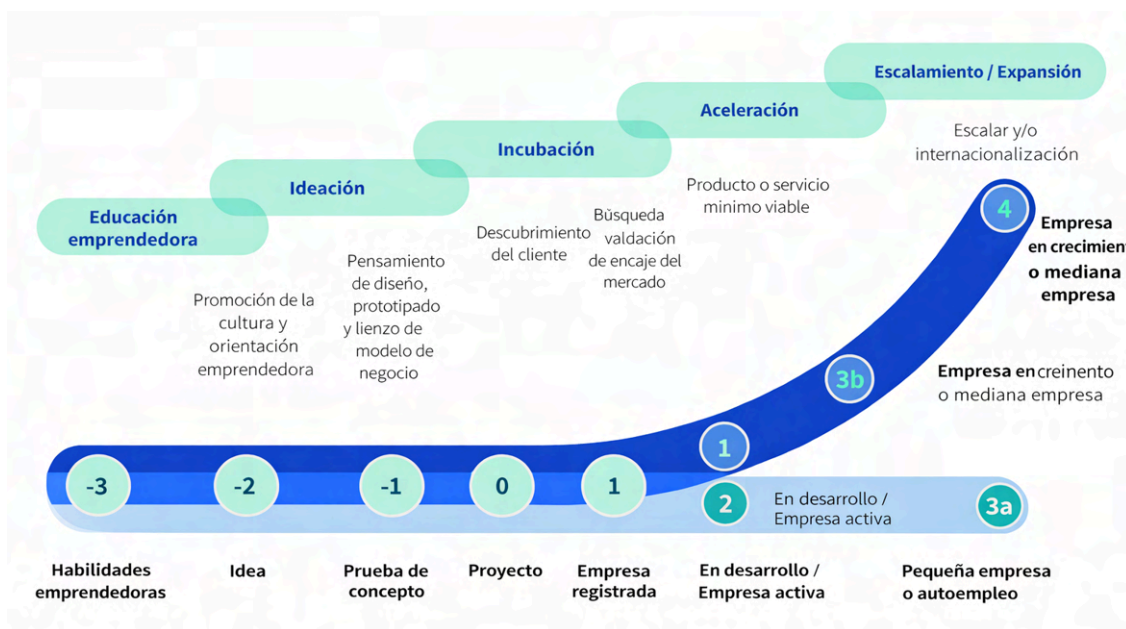 Escalamiento / Expansión
Aceleración
Incubación
Ideación
Educación
emprendedora
Escalar y/o
internacionalización
Producto o servicio
minimo viable
Bùsqueda
valdación
de encaje del
mercado
Descubrimiento
del cliente
Pensamiento
de diseño,
prototipado
y lienzo de
modelo de
negocio
Promoción de la
cultura y
orientación
emprendedora
4
Empresa
en crecimien
o mediana
empresa
3b
Empresa en creinento
o mediana empresa
1
-3
-2
-1
0
1
2
En desarrollo /
Empresa activa
3a
Habilidades
emprendedoras
Idea
Prueba de
concepto
Proyecto
Empresa
registrada
En desarrollo /
Empresa activa
Pequeña empresa
o autoempleo